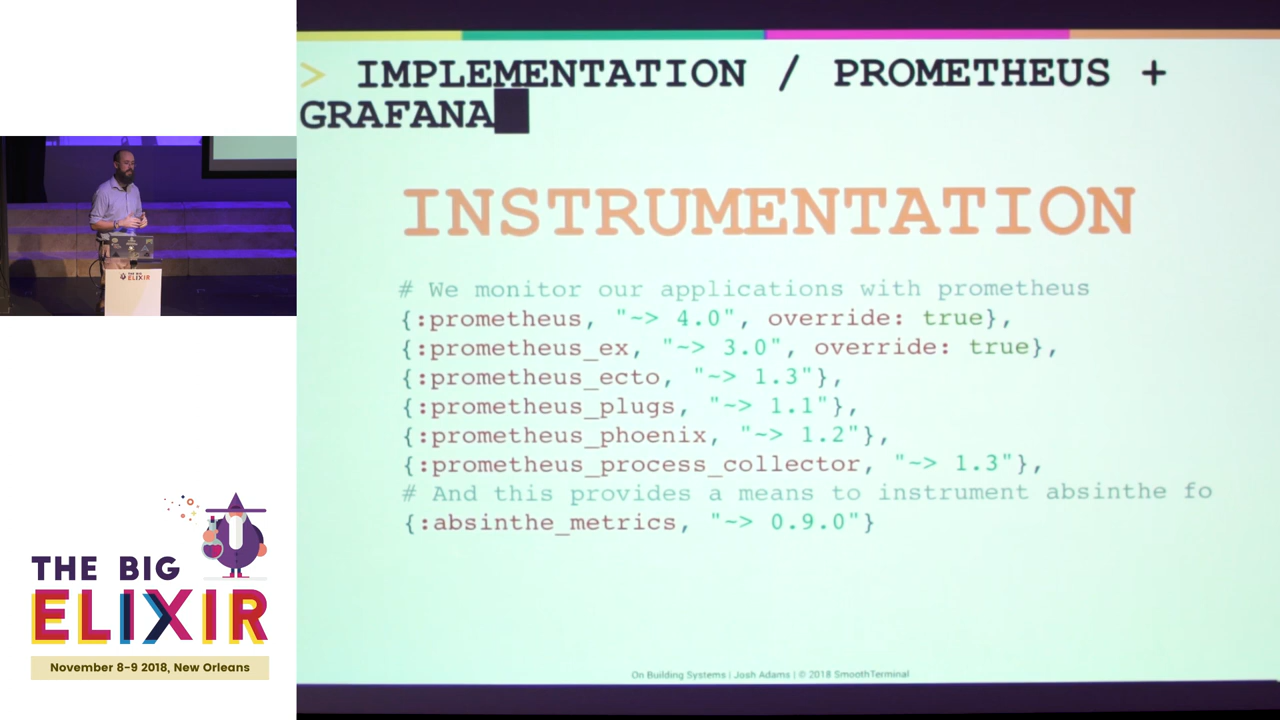 > IMPLEMENTATION / PROMETHEUS +
GRAFANA
INSTRUMENTATION
# We monitor our applications with prometheus
{:prometheus, "~> 4.0", override: true},
{:prometheus_ex, "~> 3.0", override: true},
{:prometheus_ecto, "~> 1.3"},
{:prometheus_plugs, "~> 1.1"},
{:prometheus_phoenix, "~> 1.2"},
{:prometheus_process_collector, "~> 1.3"},
# And this provides a means to instrument absinthe fo
{:absinthe_metrics, "~> 0.9.0"}
On Building Systems | Josh Adams | © 2018 SmoothTerminal
THE BIG
ELIXIR
THE BIG
ELIXIR
November 8-9 2018, New Orleans